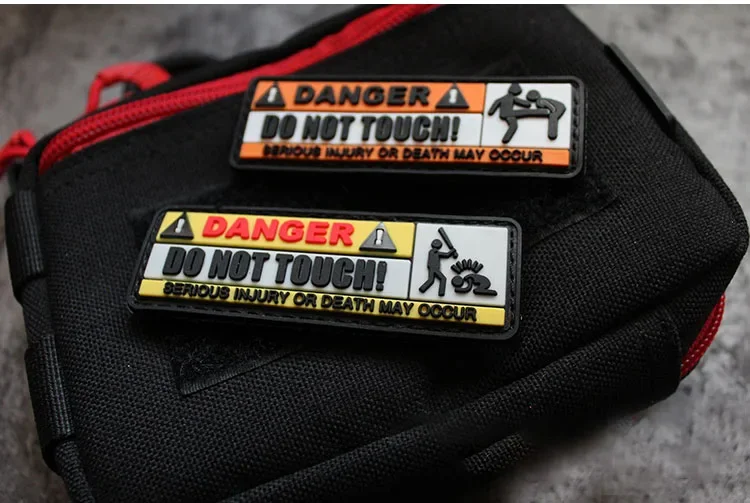 DANGER
DO NOT TOUCH!
SERIOUS INJURY OR DEATH MAY OCCUR
DANGER
DO NOT TOUCH!
SERIOUS INJURY OR DEATH MAY OCCUR